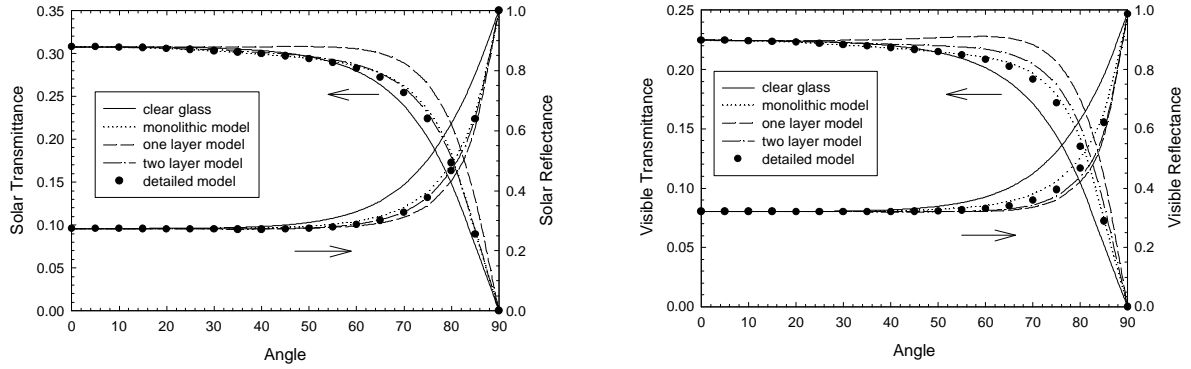 0.35
0.30
0.25
0.20
0.15
0.10
0.05
0.00
Solar Transmittance
clear glass
monolithic model
one layer model
two layer model
detailed model
1.0
0.8
0.6
0.4
0.2
0.0
Solar Reflectance
0 10 20 30 40 50 60 70 80 90
Angle
0.25
0.20
0.15
0.10
0.05
0.00
Visible Transmittance
clear glass
monolithic model
one layer model
two layer model
detailed model
1.0
0.8
0.6
0.4
0.2
0.0
Visible Reflectance
0 10 20 30 40 50 60 70 80 90
Angle